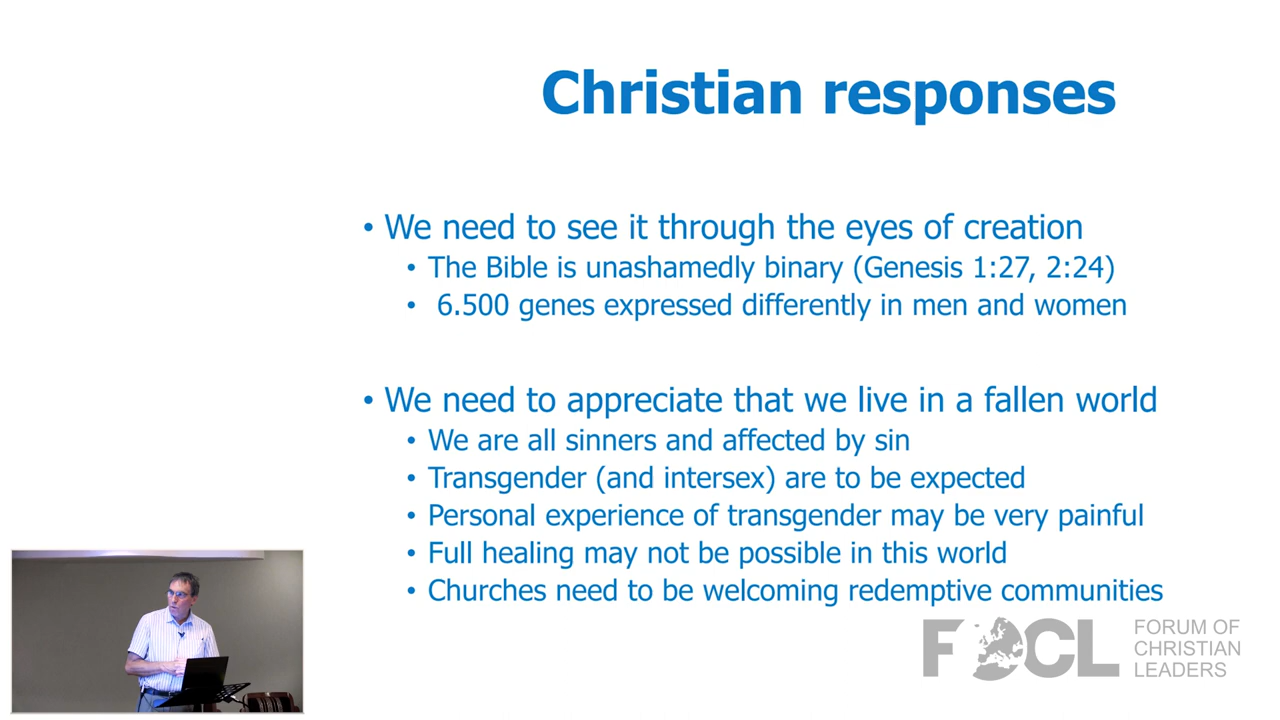 Christian responses
• We need to see it through the eyes of creation
• The Bible is unashamedly binary (Genesis 1:27, 2:24)
• 6.500 genes expressed differently in men and women
• We need to appreciate that we live in a fallen world
• We are all sinners and affected by sin
• Transgender (and intersex) are to be expected
• Personal experience of transgender may be very painful
• Full healing may not be possible in this world
• Churches need to be welcoming redemptive communities
FOCL
FORUM OF
CHRISTIAN
LEADERS